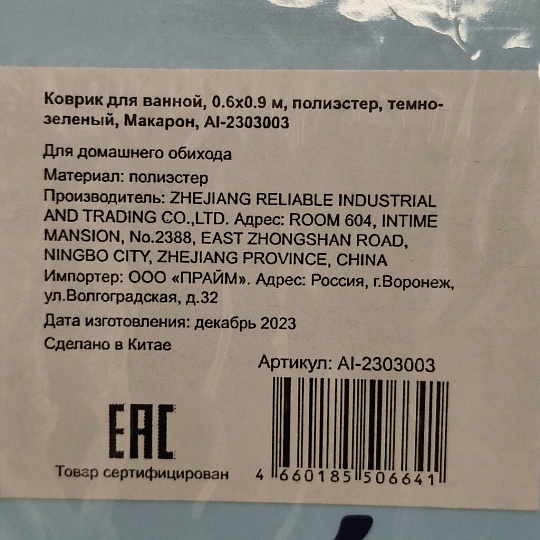 Коврик для ванной, 0.6х0.9 м, полиэстер, темно-
зеленый, Макарон, AI-2303003
Для домашнего обихода
Материал: полиэстер
Производитель: ZHEJIANG RELIABLE INDUSTRIAL
AND TRADING CO.,LTD. Адрес: ROOM 604, INTIME
MANSION, No.2388, EAST ZHONGSHAN ROAD,
NINGBO CITY, ZHEJIANG PROVINCE, CHINA
Импортер: ООО «ПРАЙМ». Адрес: Россия, г.Воронеж,
ул.Волгоградская, д.32
Дата изготовления: декабрь 2023
Сделано в Китае
Артикул: AI-2303003
ЕАС
Товар сертифицирован
4 660185 506641